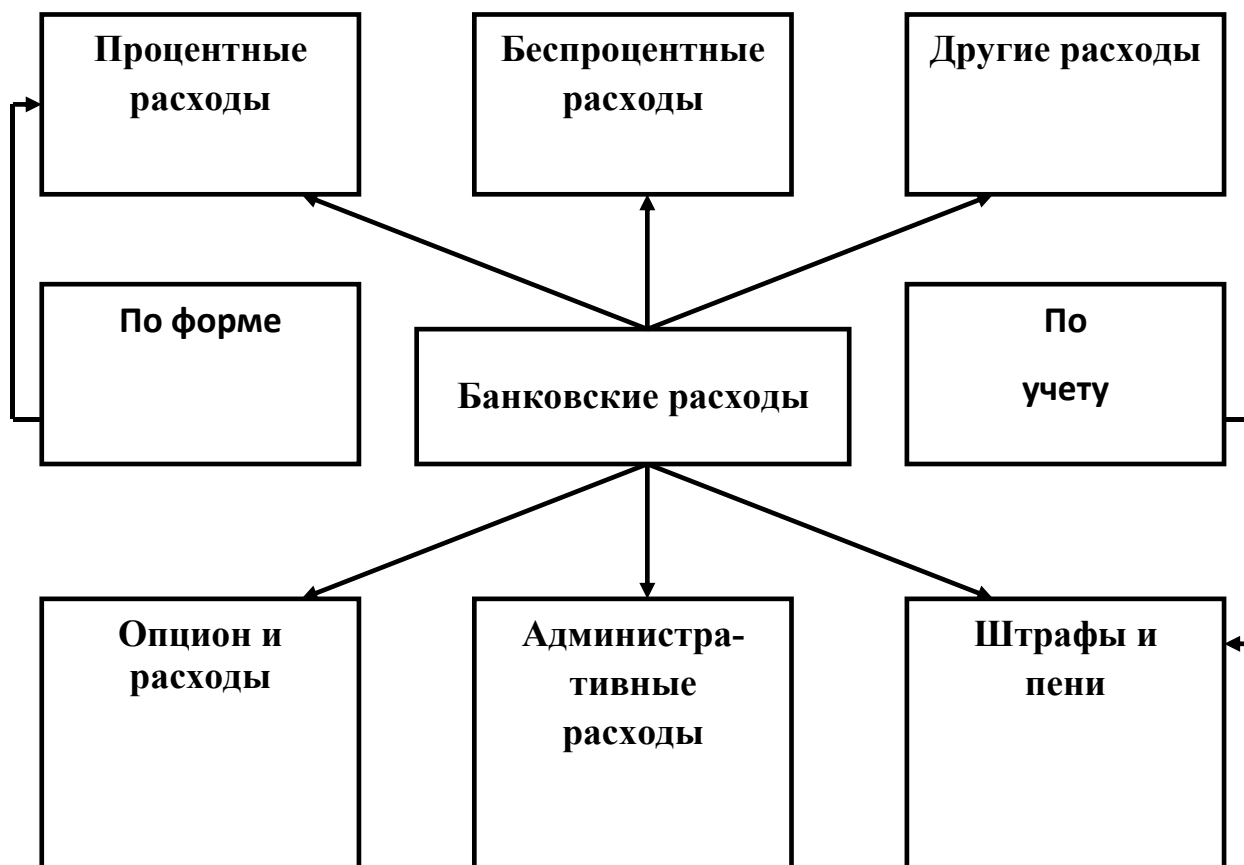 Процентные
расходы
Беспроцентные
расходы
Другие расходы
По форме
Банковские расходы
По
учету
Опцион и
расходы
Администра-
тивные
расходы
Штрафы и
пени